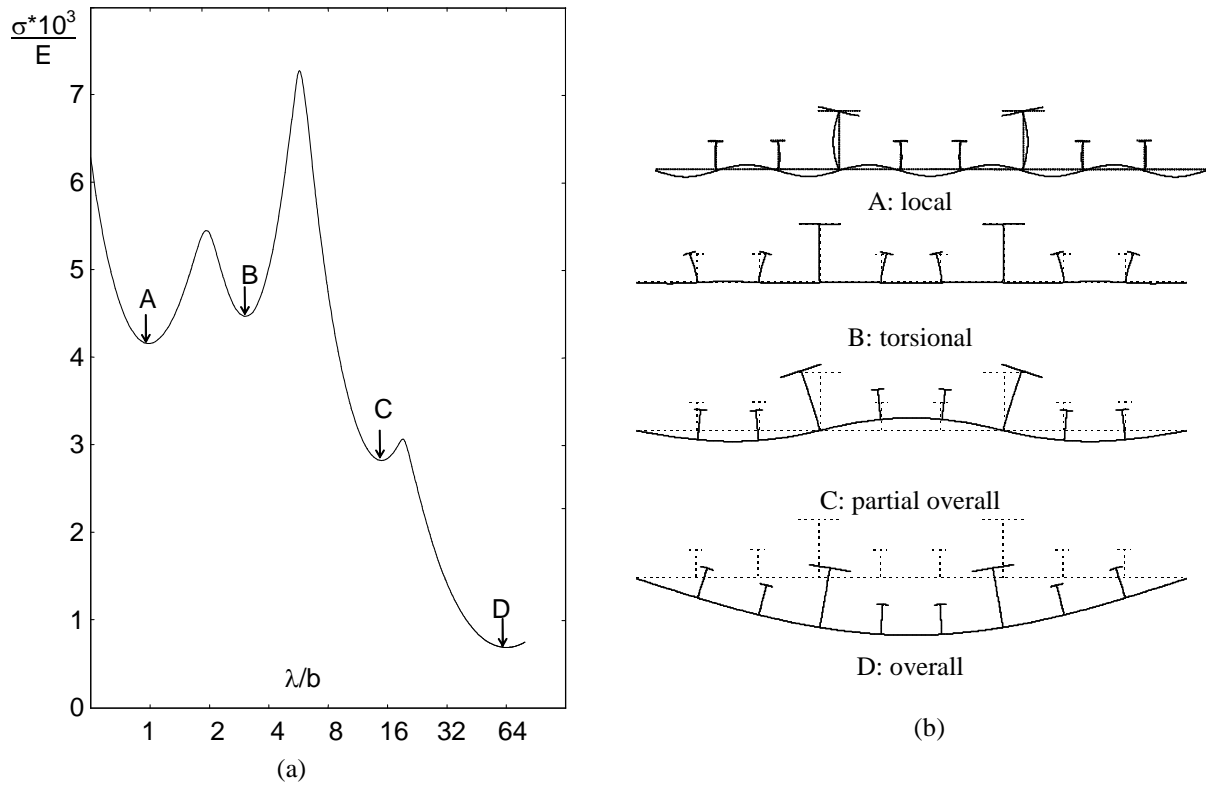 σ*10³
E
7
6
5
4
3
2
1
0
A
B
C
D
λ/b
1 2 4 8 16 32 64
(a)
A: local
B: torsional
C: partial overall
D: overall
(b)